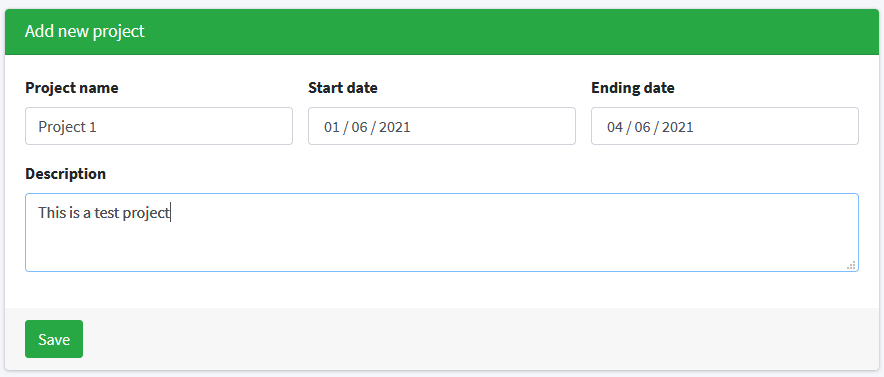 Add new project
Project name
Start date
Ending date
Project 1
01 / 06 / 2021
04 / 06 / 2021
Description
This is a test project
Save